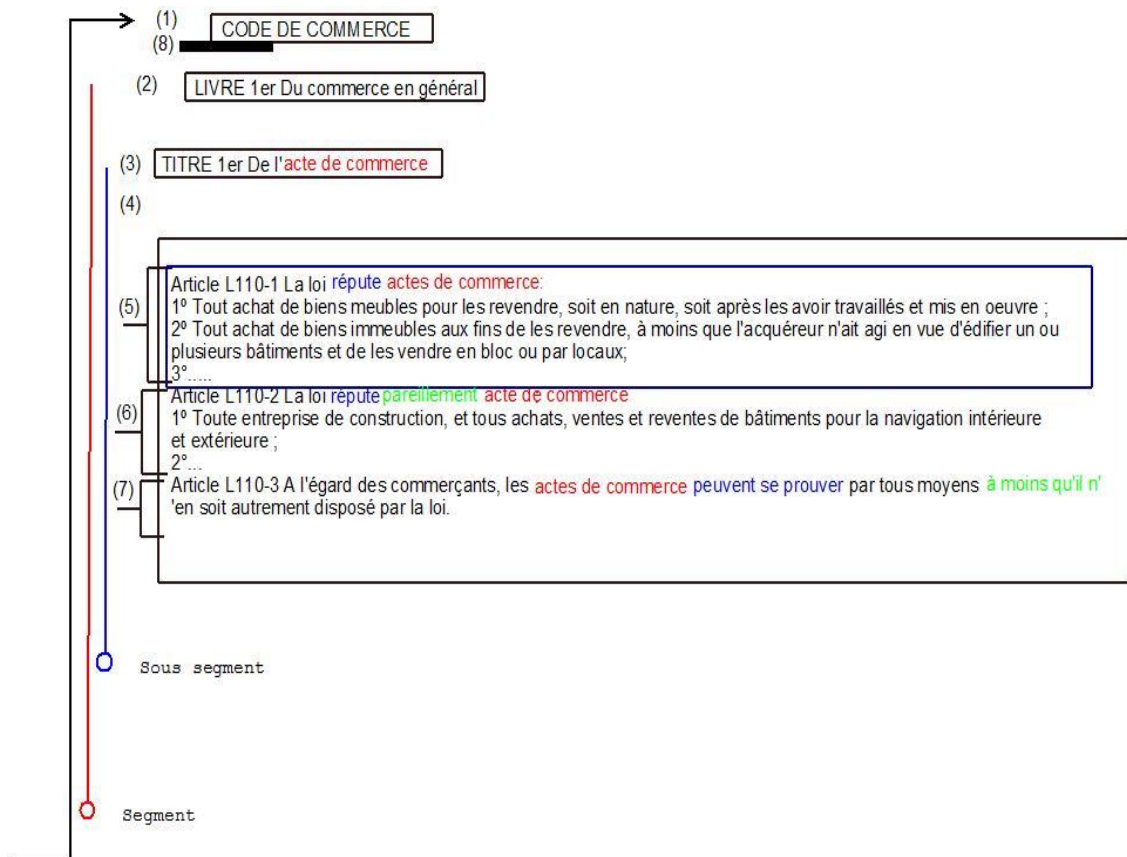 (1) CODE DE COMMERCE
(8)
(2) LIVRE 1er Du commerce en général
(3) TITRE 1er De l'acte de commerce
(4)
Article L110-1 La loi répute actes de commerce:
(5) 1º Tout achat de biens meubles pour les revendre, soit en nature, soit après les avoir travaillés et mis en oeuvre ;
2º Tout achat de biens immeubles aux fins de les revendre, à moins que l'acquéreur n'ait agi en vue d'édifier un ou
plusieurs bâtiments et de les vendre en bloc ou par locaux;
3°.....
Article L110-2 La loi répute pareillement acte de commerce
(6) 1º Toute entreprise de construction, et tous achats, ventes et reventes de bâtiments pour la navigation intérieure
et extérieure ;
2°...
(7) Article L110-3 A l'égard des commerçants, les actes de commerce peuvent se prouver par tous moyens à moins qu'il n'
'en soit autrement disposé par la loi.
Sous segment
Segment